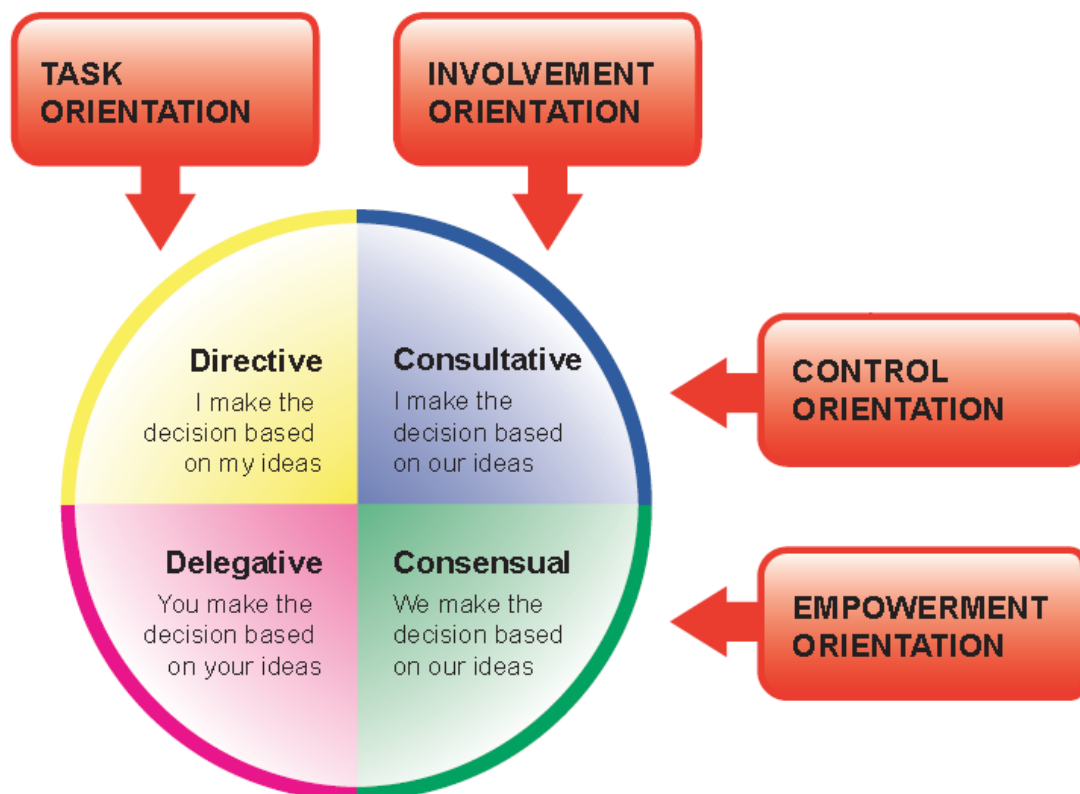 TASK
ORIENTATION
INVOLVEMENT
ORIENTATION
Directive
I make the
decision based
on my ideas
Consultative
I make the
decision based
on our ideas
CONTROL
ORIENTATION
Delegative
You make the
decision based
on your ideas
Consensual
We make the
decision based
on our ideas
EMPOWERMENT
ORIENTATION